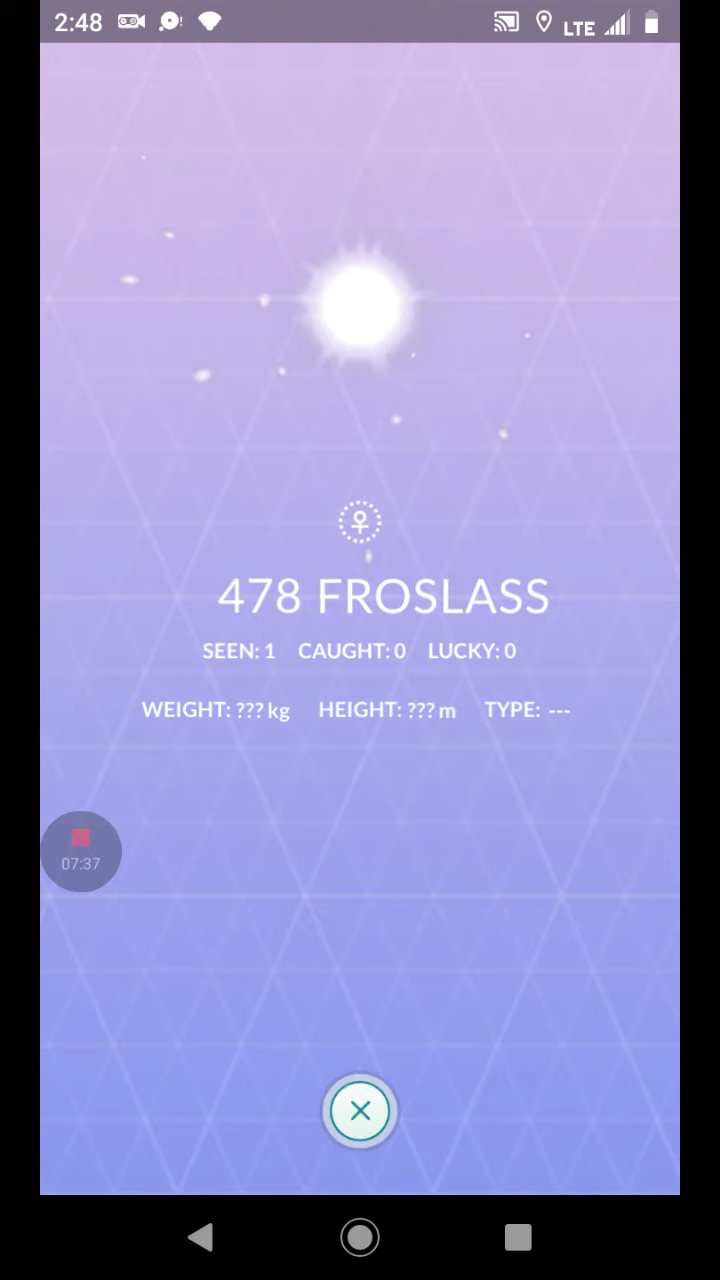 2:48 LTE
478 FROSLASS
SEEN: 1 CAUGHT: 0 LUCKY: 0
WEIGHT: ??? kg HEIGHT: ??? m TYPE: ---
07:37